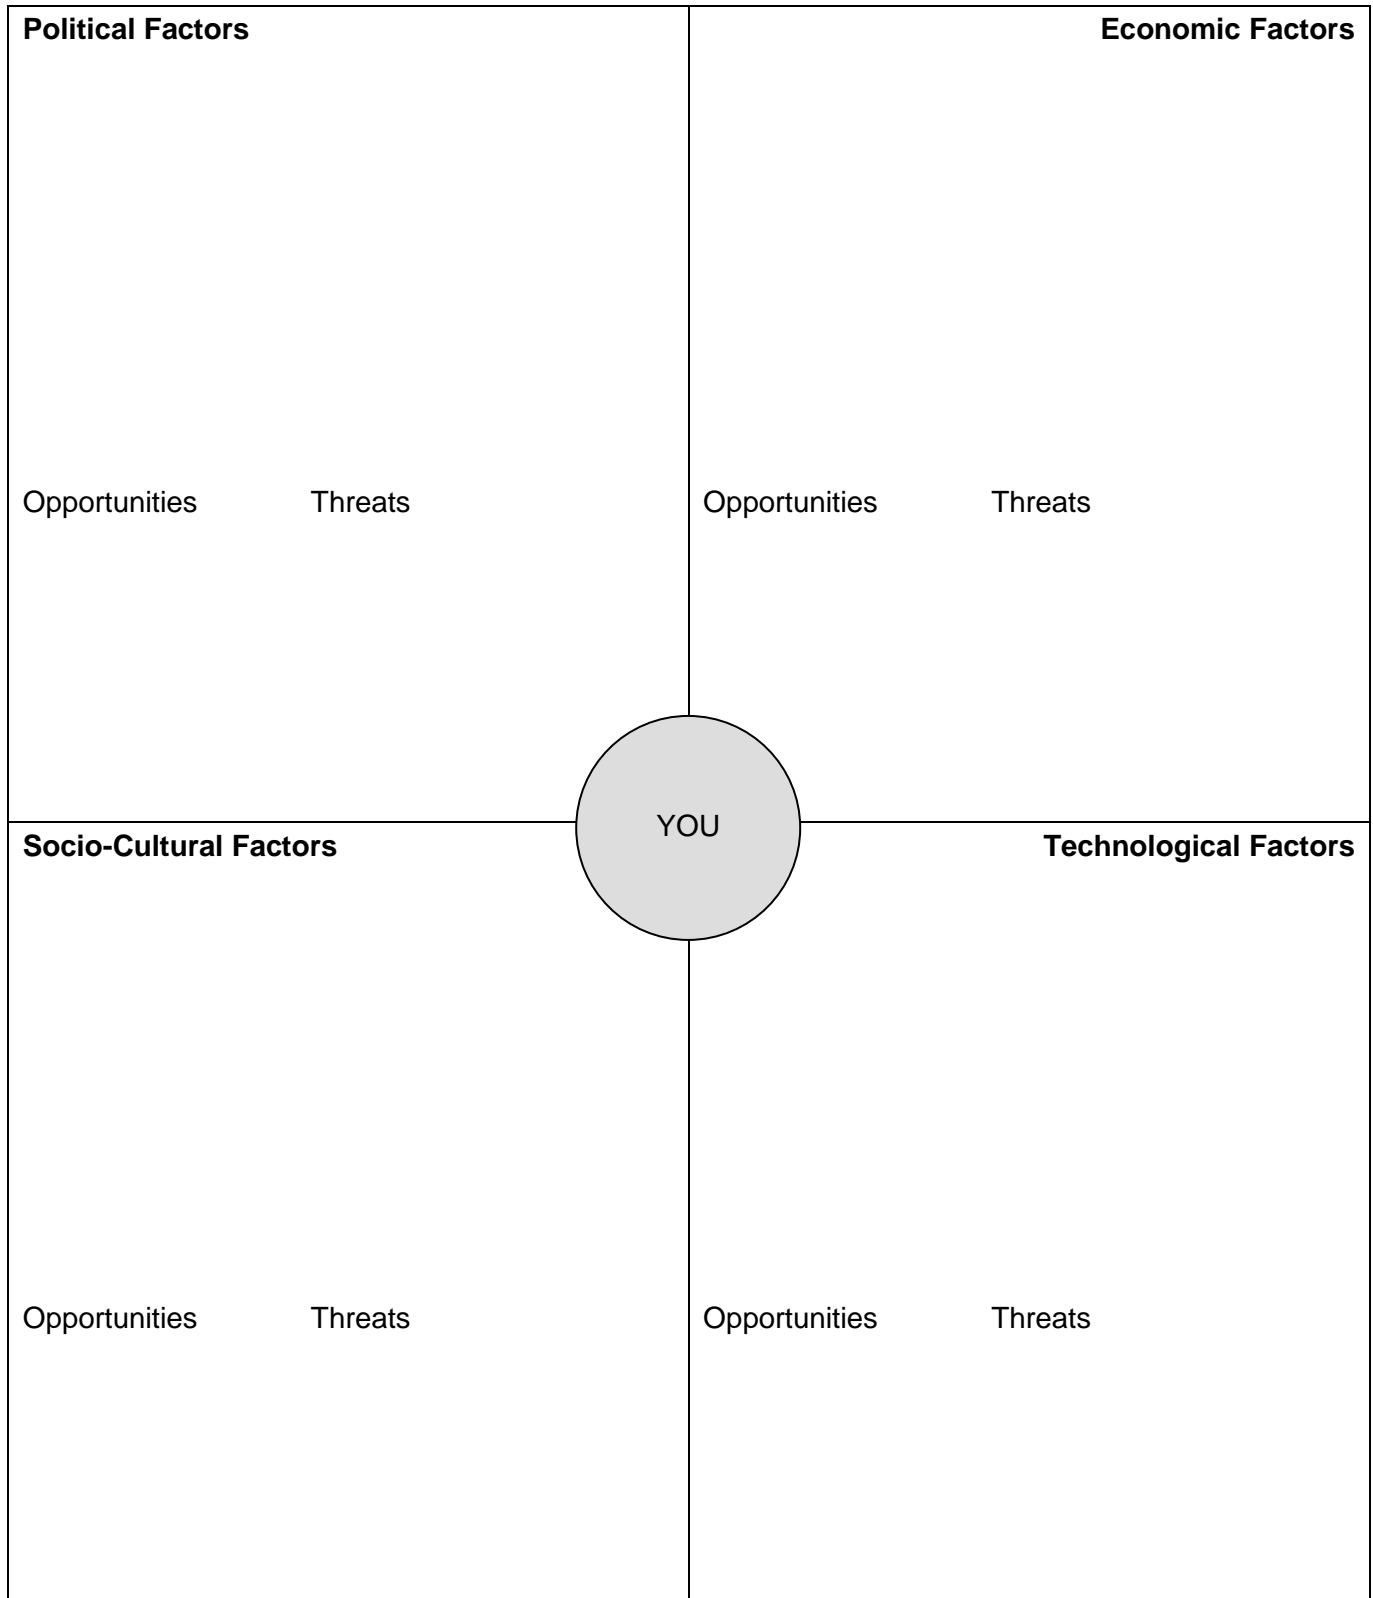 Political Factors
Economic Factors
Opportunities Threats
Opportunities Threats
YOU
Socio-Cultural Factors
Technological Factors
Opportunities Threats
Opportunities Threats